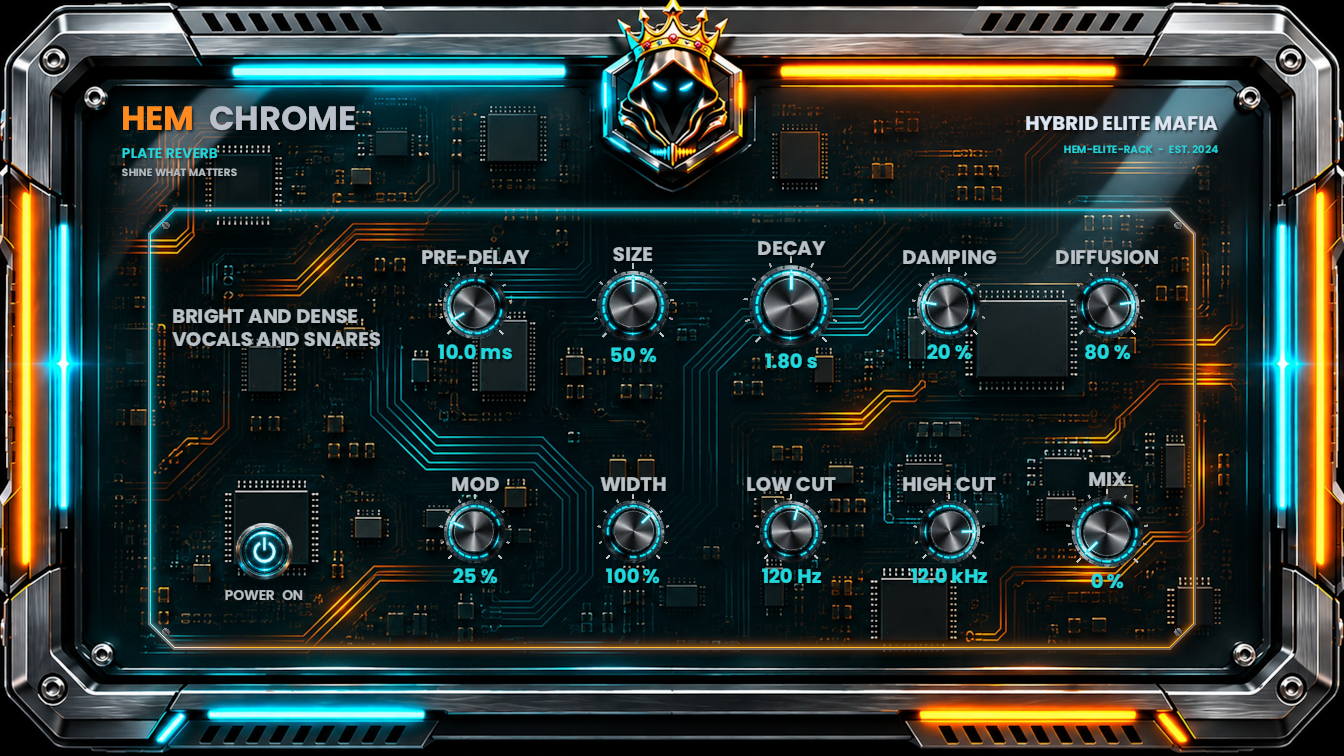 HEM CHROME
PLATE REVERB
SHINE WHAT MATTERS
HYBRID ELITE MAFIA
HEM-ELITE-RACK - EST. 2024
PRE-DELAY SIZE DECAY DAMPING DIFFUSION
10.0 ms 50 % 1.80 s 20 % 80 %
BRIGHT AND DENSE.
VOCALS AND SNARES
MOD WIDTH LOW CUT HIGH CUT MIX
25 % 100 % 120 Hz 12.0 kHz 0 %
POWER ON